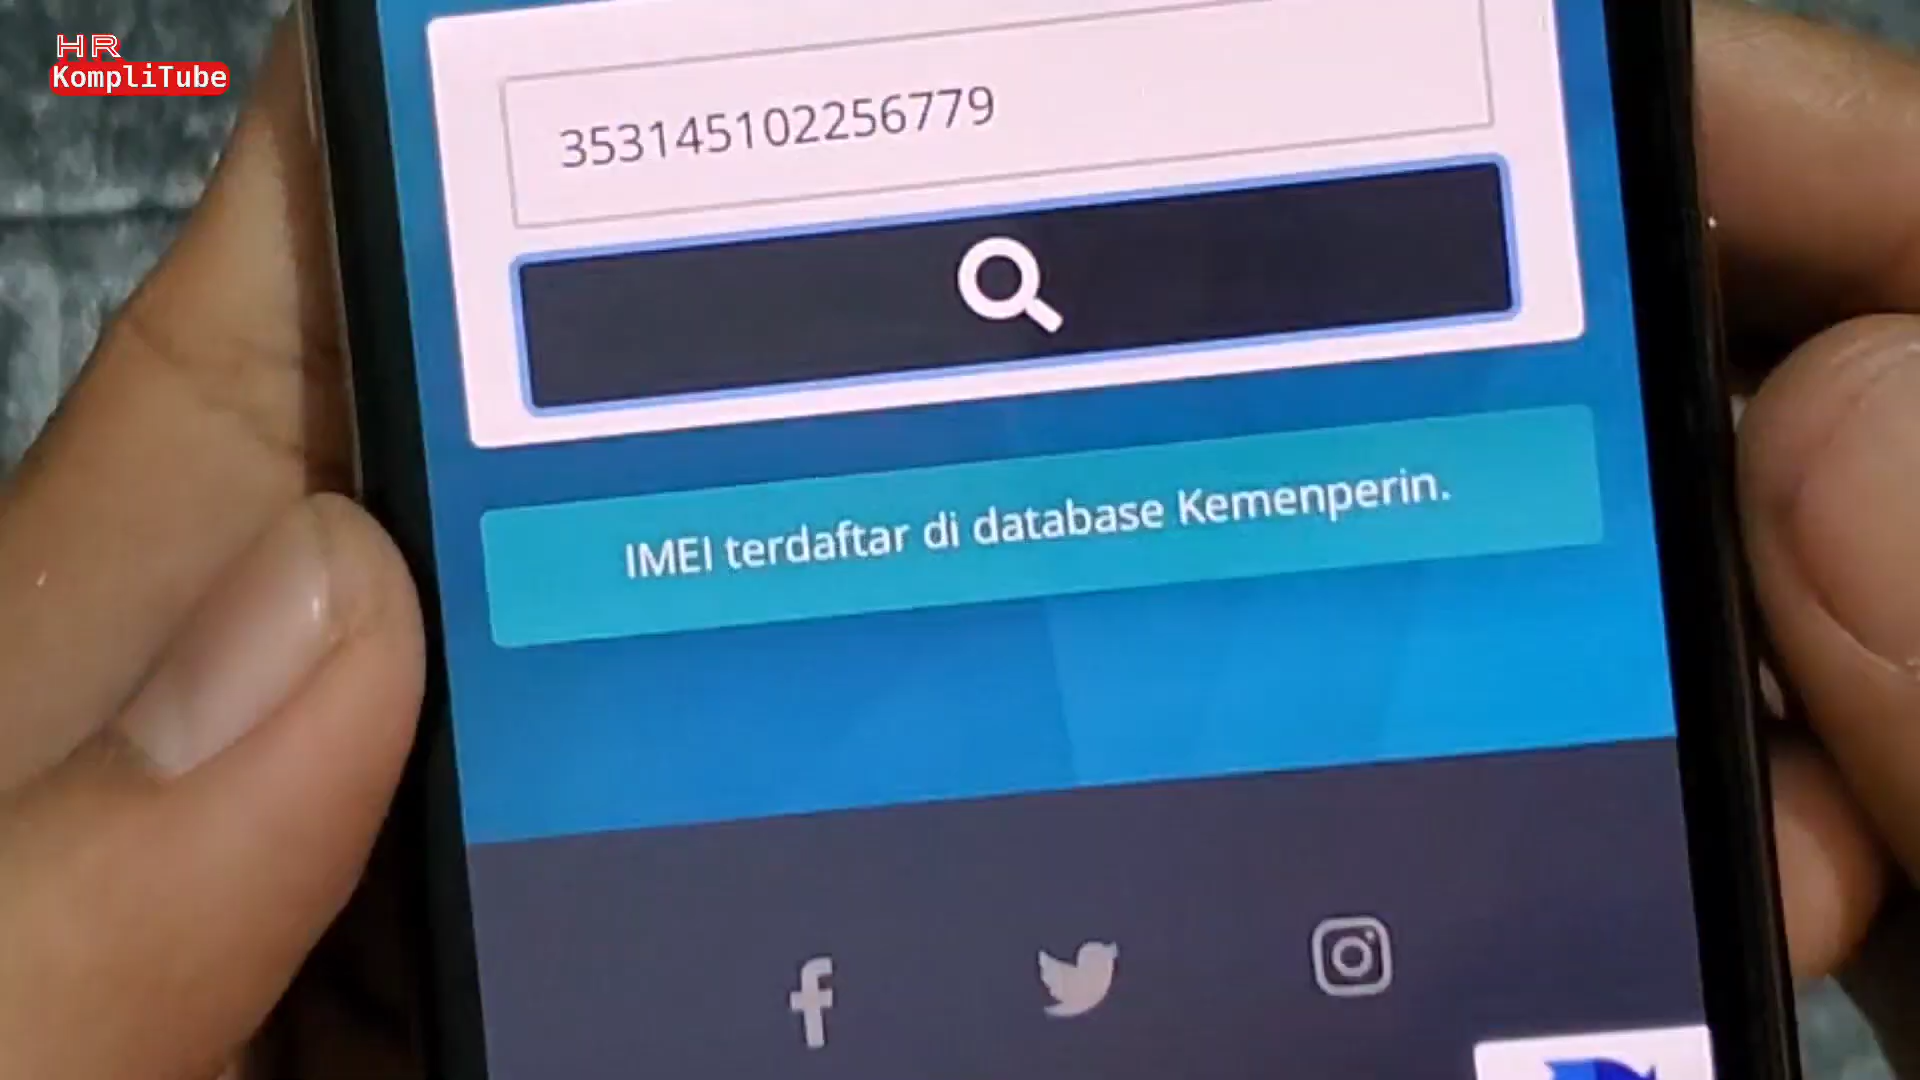 HR
KompliTube
353145102256779
IMEI terdaftar di database Kemenperin.